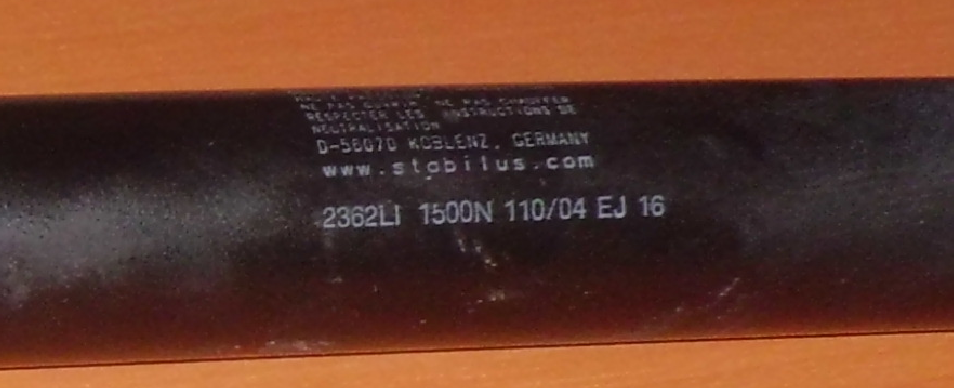 NE PAS OUVRIR NE PAS CHAUFFER
RESPECTER LES INSTRUCTIONS DE
NEUTRALISATION
D-56070 KOBLENZ, GERMANY
www.stabilus.com
2362LI 1500N 110/04 EJ 16